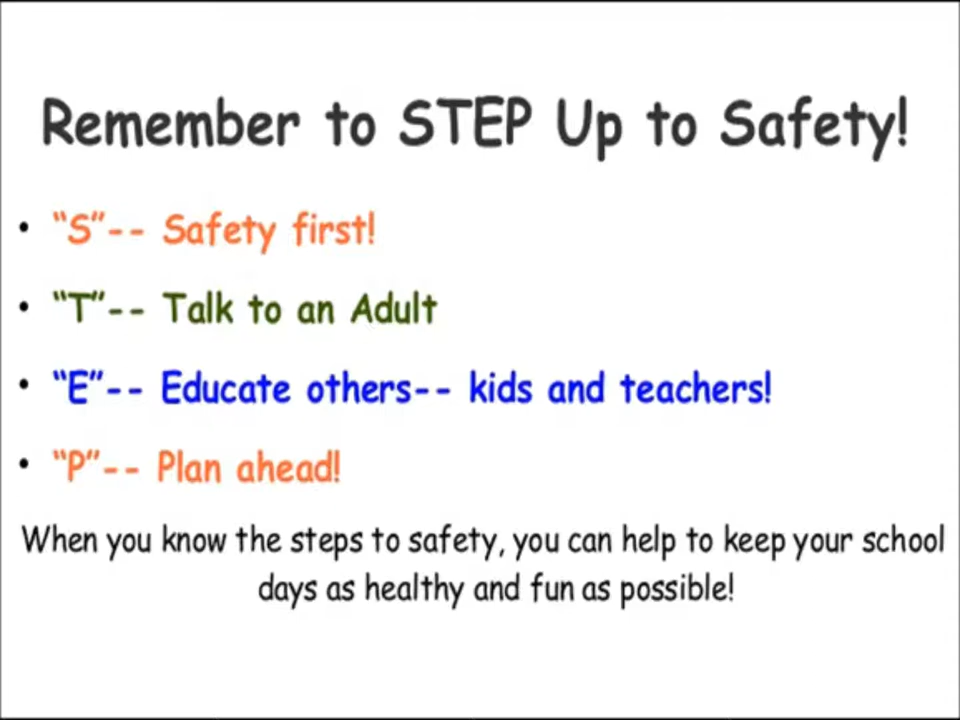 Remember to STEP Up to Safety!
• “S”-- Safety first!
• “T”-- Talk to an Adult
• “E”-- Educate others-- kids and teachers!
• “P”-- Plan ahead!
When you know the steps to safety, you can help to keep your school
days as healthy and fun as possible!